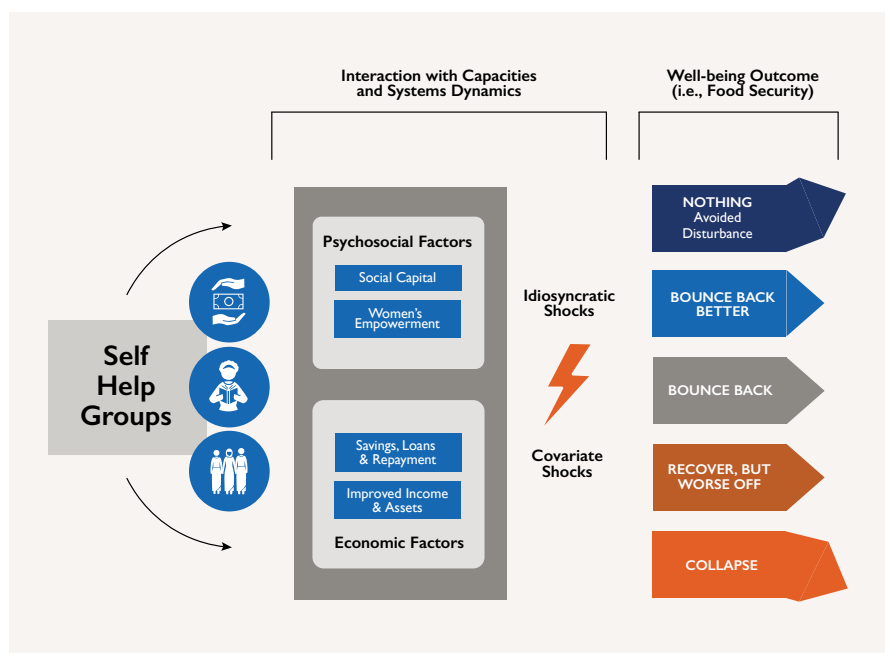 Interaction with Capacities
and Systems Dynamics
Well-being Outcome
(i.e., Food Security)
Self
Help
Groups
Psychosocial Factors
Social Capital
Women's
Empowerment
Savings, Loans
& Repayment
Improved Income
& Assets
Economic Factors
Idiosyncratic
Shocks
Covariate
Shocks
NOTHING
Avoided
Disturbance
BOUNCE BACK
BETTER
BOUNCE BACK
RECOVER, BUT
WORSE OFF
COLLAPSE